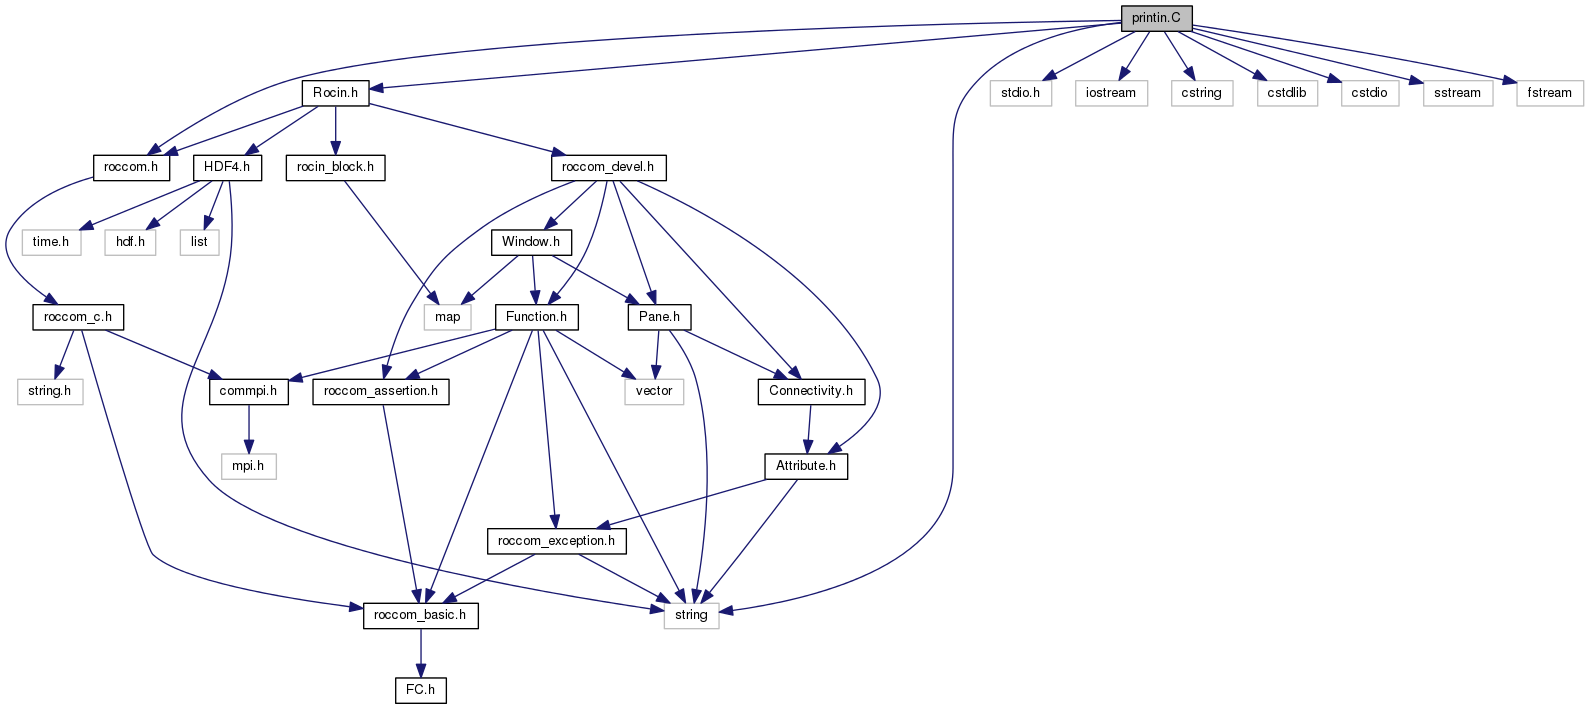 printin.C
Rocin.h
stdio.h
iostream
cstring
cstdlib
cstdio
sstream
fstream
roccom.h
HDF4.h
rocin_block.h
roccom_devel.h
time.h
hdf.h
list
Window.h
roccom_c.h
map
Function.h
Pane.h
string.h
commpi.h
roccom_assertion.h
vector
Connectivity.h
mpi.h
Attribute.h
roccom_exception.h
roccom_basic.h
string
FC.h